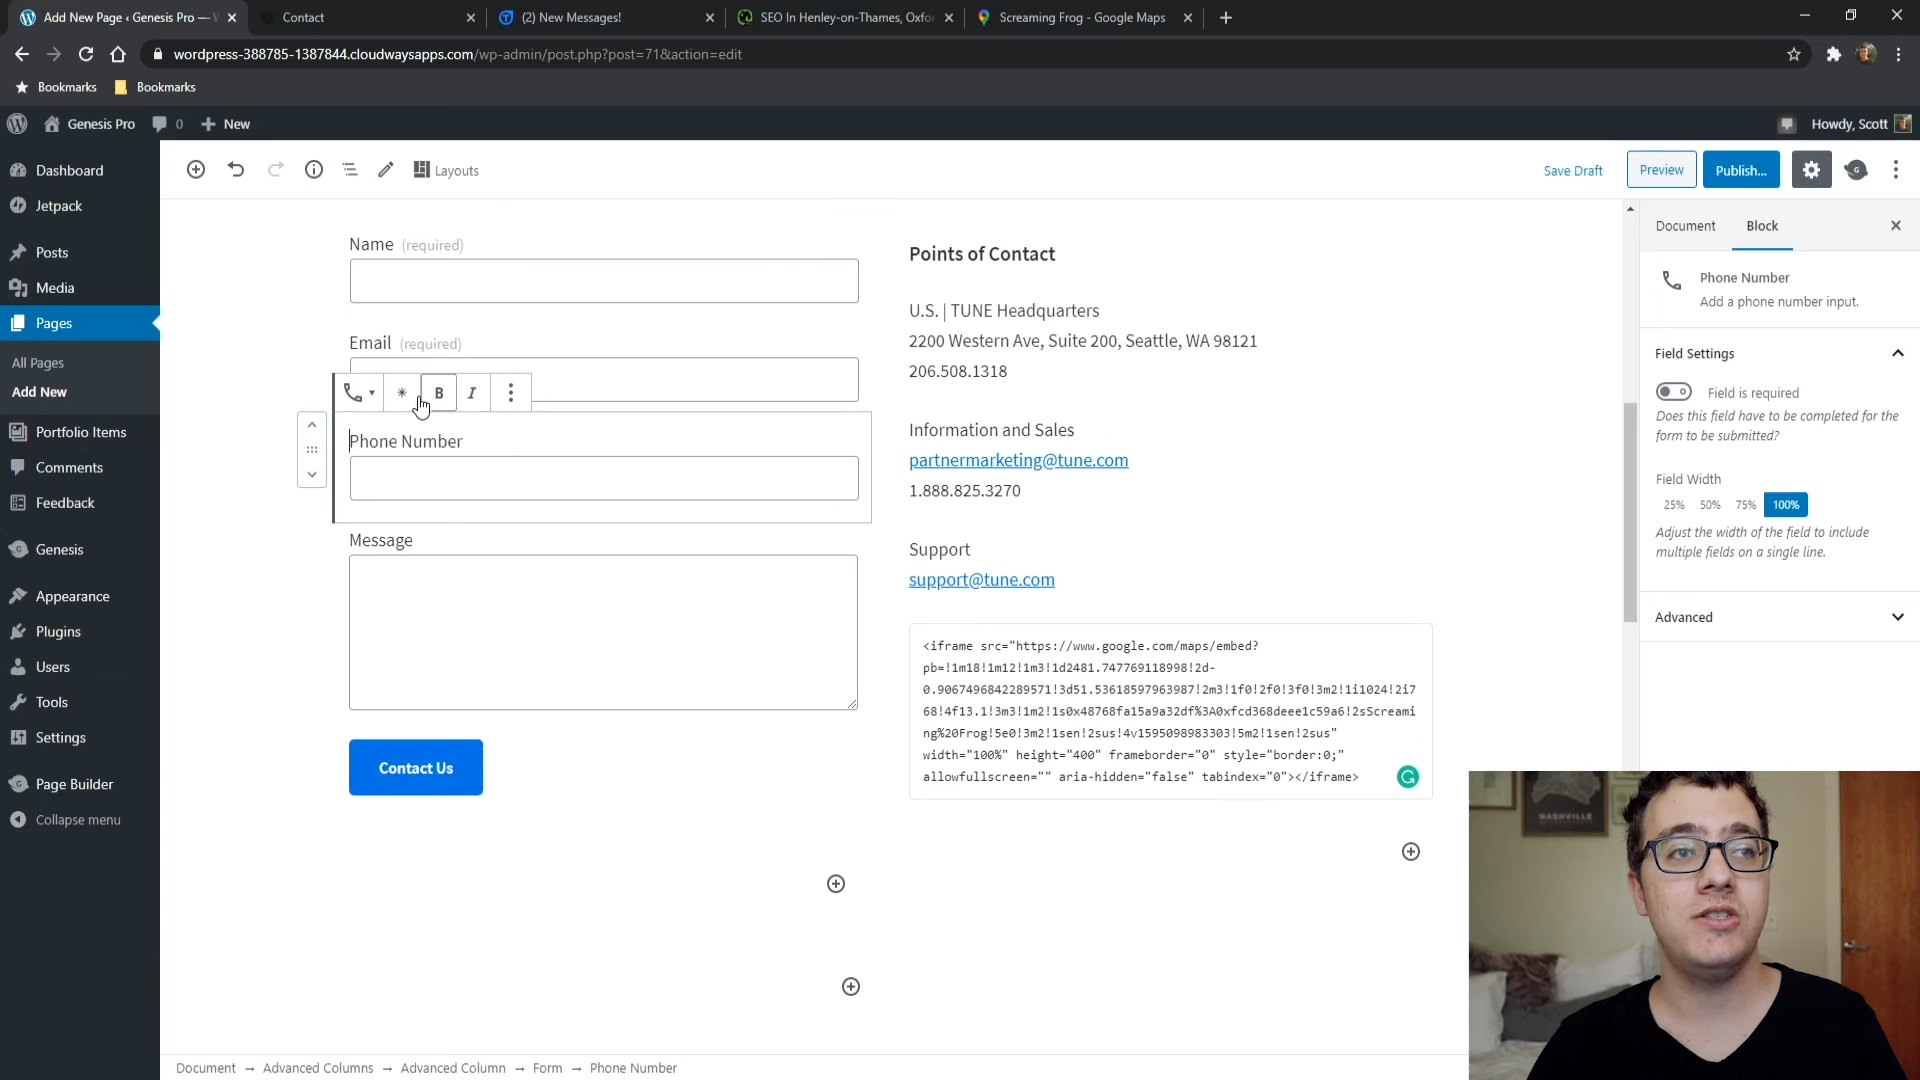 Add New Page ‹ Genesis Pro —
Contact
(2) New Messages!
SEO In Henley-on-Thames, Oxfo
Screaming Frog - Google Maps
wordpress-388785-1387844.cloudwaysapps.com/wp-admin/post.php?post=71&action=edit
Bookmarks
Bookmarks
Genesis Pro
0
New
Howdy, Scott
Dashboard
Jetpack
Posts
Media
Pages
All Pages
Add New
Portfolio Items
Comments
Feedback
Genesis
Appearance
Plugins
Users
Tools
Settings
Page Builder
Collapse menu
Layouts
Save Draft
Preview
Publish...
Name (required)
Email (required)
B I
Phone Number
Message
Contact Us
Points of Contact
U.S. | TUNE Headquarters
2200 Western Ave, Suite 200, Seattle, WA 98121
206.508.1318
Information and Sales
partnermarketing@tune.com
1.888.825.3270
Support
support@tune.com
<iframe src="https://www.google.com/maps/embed?
pb=!1m18!1m12!1m3!1d2481.747769118998!2d-
0.9067496842289571!3d51.53618597963987!2m3!1f0!2f0!3f0!3m2!1i1024!2i7
68!4f13.1!3m3!1m2!1s0x48768fa15a9a32df%3A0xfcd368deee1c59a6!2sScreami
ng%20Frog!5e0!3m2!1sen!2sus!4v1595098983303!5m2!1sen!2sus"
width="100%" height="400" frameborder="0" style="border:0;"
allowfullscreen="" aria-hidden="false" tabindex="0"></iframe>
Document
Block
Phone Number
Add a phone number input.
Field Settings
Field is required
Does this field have to be completed for the
form to be submitted?
Field Width
25% 50% 75% 100%
Adjust the width of the field to include
multiple fields on a single line.
Advanced
NASHVILLE
Document → Advanced Columns → Advanced Column → Form → Phone Number